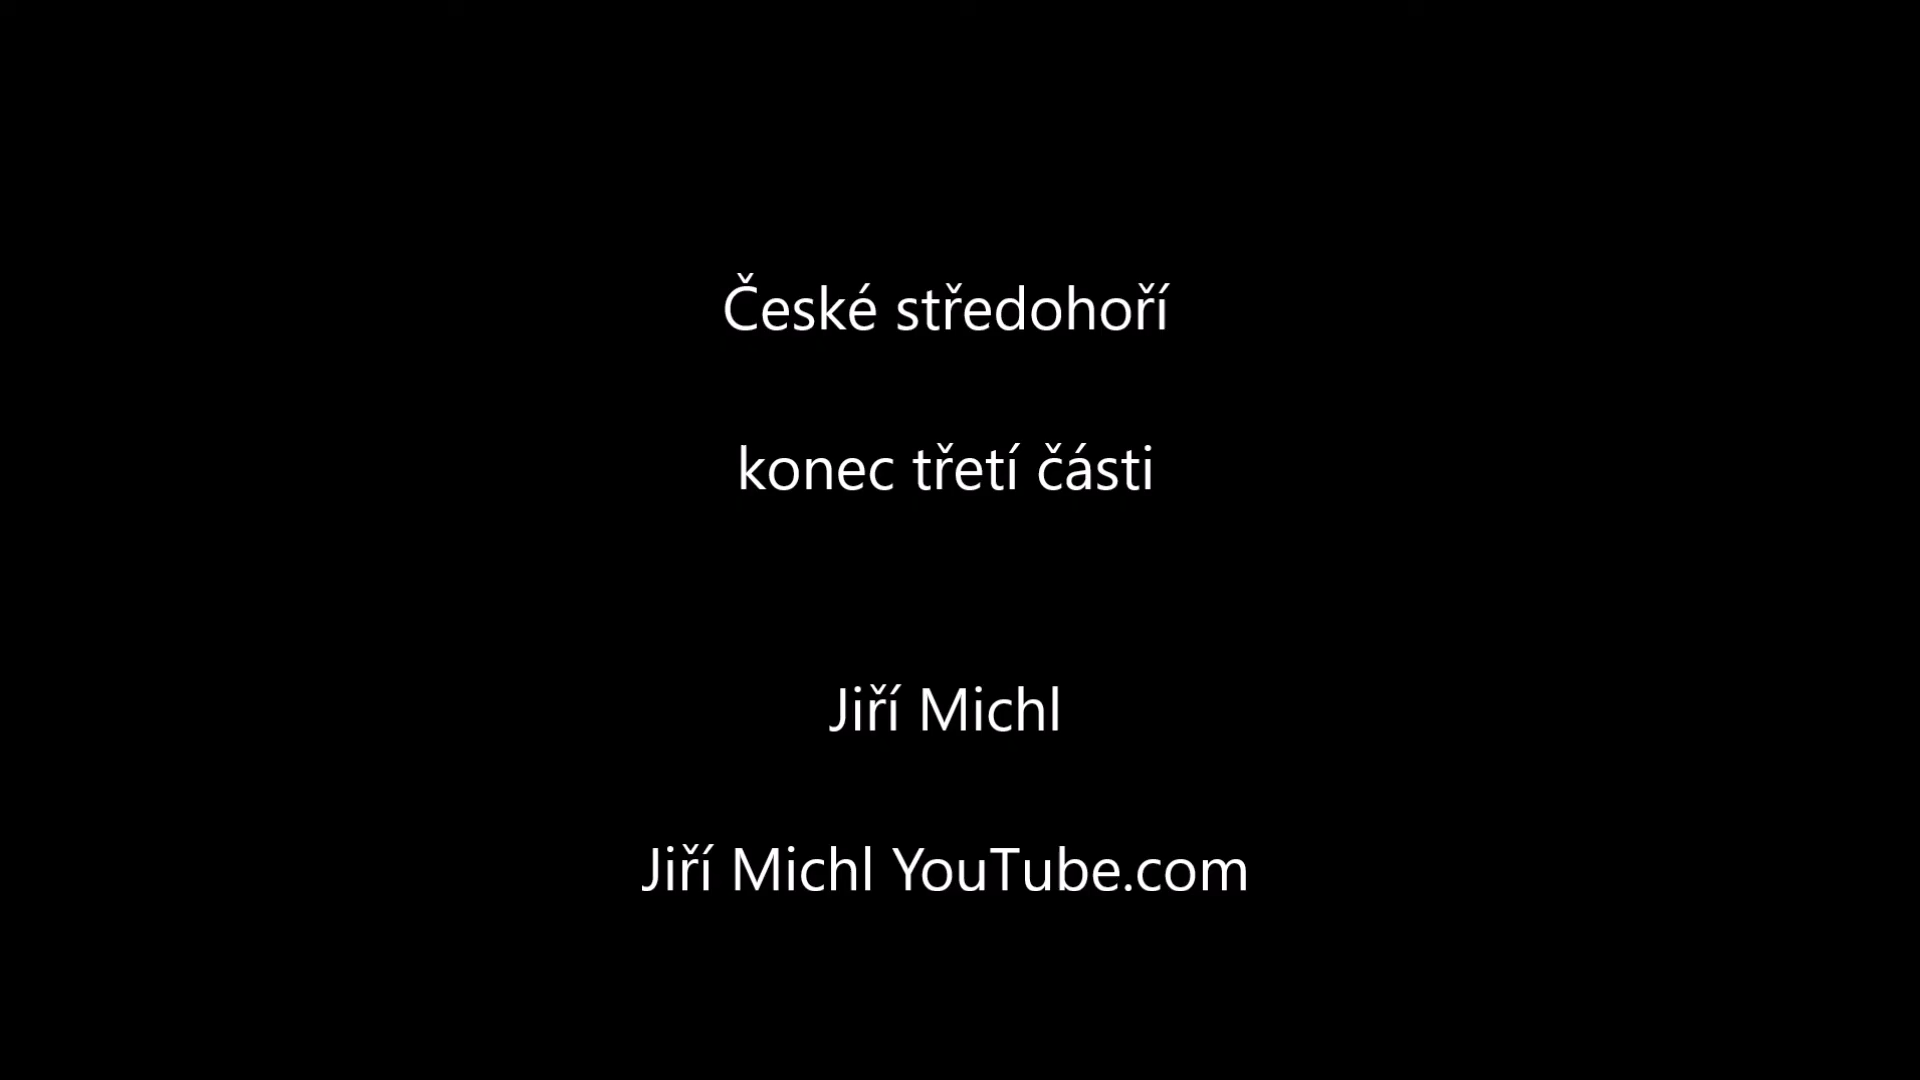 České středohoří
konec třetí části
Jiří Michl
Jiří Michl YouTube.com